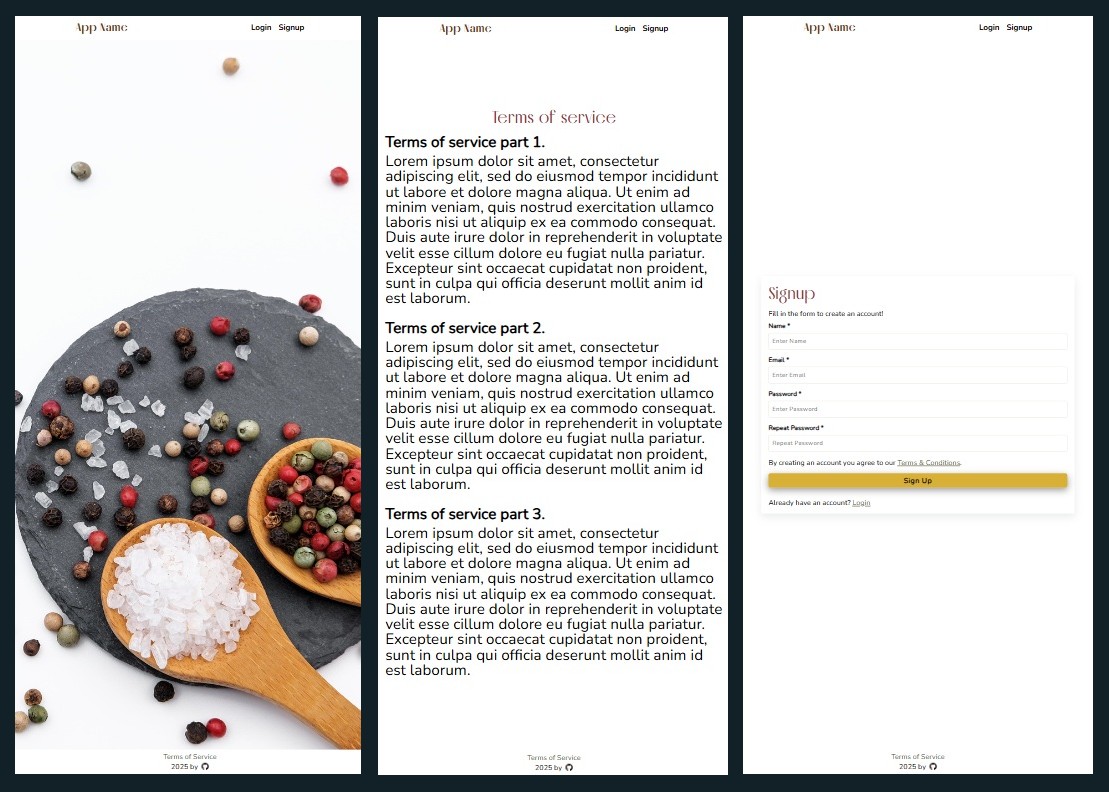 App Name
Login Signup
Terms of Service
2025 by
App Name
Login Signup
Terms of service
Terms of service part 1.
Lorem ipsum dolor sit amet, consectetur
adipiscing elit, sed do eiusmod tempor incididunt
ut labore et dolore magna aliqua. Ut enim ad
minim veniam, quis nostrud exercitation ullamco
laboris nisi ut aliquip ex ea commodo consequat.
Duis aute irure dolor in reprehenderit in voluptate
velit esse cillum dolore eu fugiat nulla pariatur.
Excepteur sint occaecat cupidatat non proident,
sunt in culpa qui officia deserunt mollit anim id
est laborum.
Terms of service part 2.
Lorem ipsum dolor sit amet, consectetur
adipiscing elit, sed do eiusmod tempor incididunt
ut labore et dolore magna aliqua. Ut enim ad
minim veniam, quis nostrud exercitation ullamco
laboris nisi ut aliquip ex ea commodo consequat.
Duis aute irure dolor in reprehenderit in voluptate
velit esse cillum dolore eu fugiat nulla pariatur.
Excepteur sint occaecat cupidatat non proident,
sunt in culpa qui officia deserunt mollit anim id
est laborum.
Terms of service part 3.
Lorem ipsum dolor sit amet, consectetur
adipiscing elit, sed do eiusmod tempor incididunt
ut labore et dolore magna aliqua. Ut enim ad
minim veniam, quis nostrud exercitation ullamco
laboris nisi ut aliquip ex ea commodo consequat.
Duis aute irure dolor in reprehenderit in voluptate
velit esse cillum dolore eu fugiat nulla pariatur.
Excepteur sint occaecat cupidatat non proident,
sunt in culpa qui officia deserunt mollit anim id
est laborum.
Terms of Service
2025 by
App Name
Login Signup
Signup
Fill in the form to create an account!
Name *
Enter Name
Email *
Enter Email
Password *
Enter Password
Repeat Password *
Repeat Password
By creating an account you agree to our Terms & Conditions.
Sign Up
Already have an account? Login
Terms of Service
2025 by